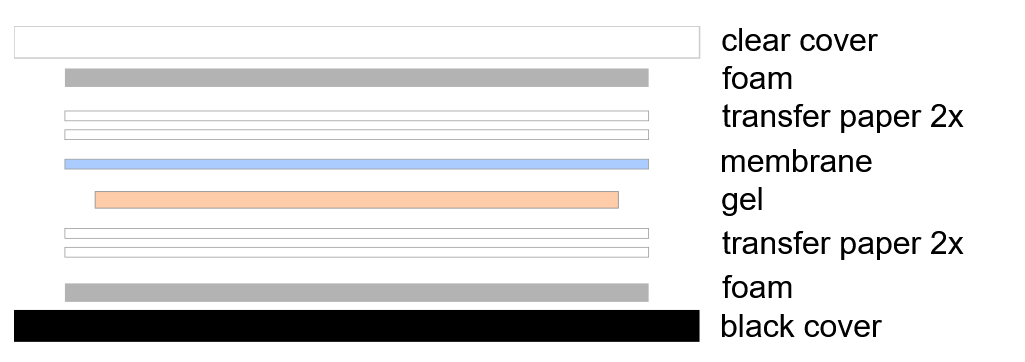 clear cover
foam
transfer paper 2x
membrane
gel
transfer paper 2x
foam
black cover